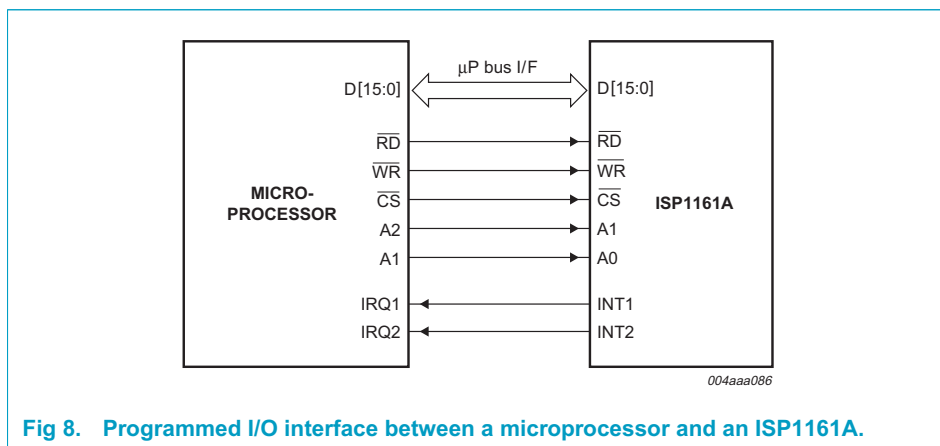 µP bus I/F
D[15:0] D[15:0]
RD RD
WR WR
MICRO-
PROCESSOR
CS CS
ISP1161A
A2 A1
A1 A0
IRQ1 INT1
IRQ2 INT2
004aaa086
Fig 8. Programmed I/O interface between a microprocessor and an ISP1161A.